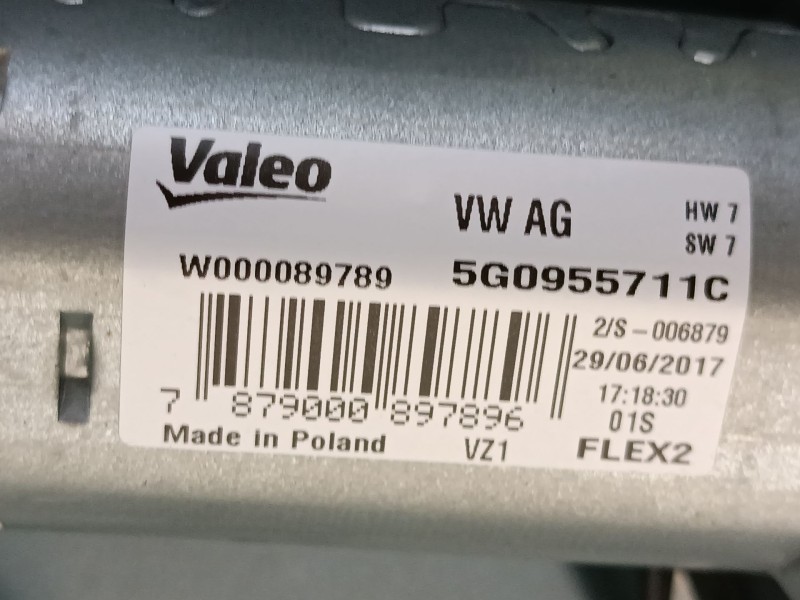 Valeo
VW AG
HW 7
SW 7
W000089789
5G0955711C
2/S-006879
29/06/2017
17:18:30
01S
7 879000 897896
Made in Poland
VZ1
FLEX2